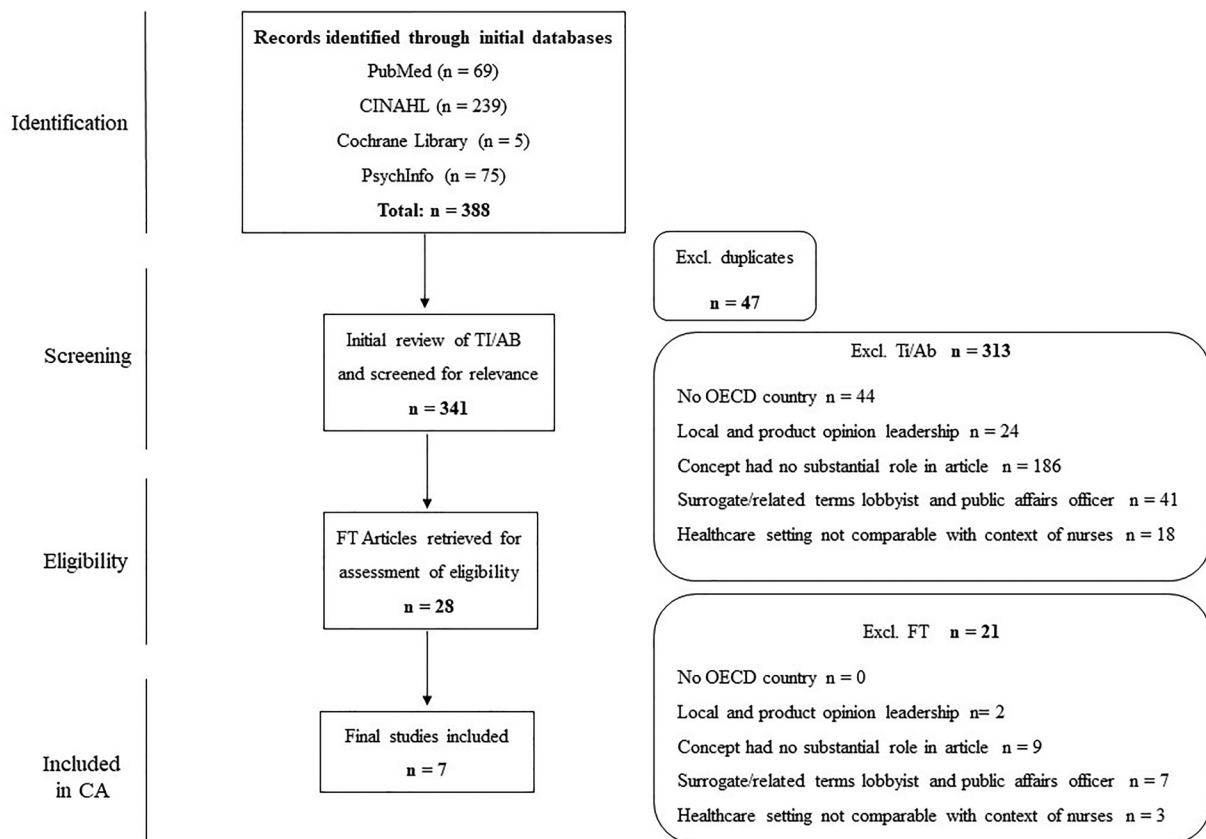 Identification
Records identified through initial databases
PubMed (n = 69)
CINAHL (n = 239)
Cochrane Library (n = 5)
PsychInfo (n = 75)
Total: n = 388
Excl. duplicates
n = 47
Screening
Initial review of TI/AB
and screened for relevance
n = 341
Excl. Ti/Ab n = 313
No OECD country n = 44
Local and product opinion leadership n = 24
Concept had no substantial role in article n = 186
Surrogate/related terms lobbyist and public affairs officer n = 41
Healthcare setting not comparable with context of nurses n = 18
Eligibility
FT Articles retrieved for
assessment of eligibility
n = 28
Excl. FT n = 21
No OECD country n = 0
Local and product opinion leadership n= 2
Concept had no substantial role in article n = 9
Surrogate/related terms lobbyist and public affairs officer n = 7
Healthcare setting not comparable with context of nurses n = 3
Included
in CA
Final studies included
n = 7